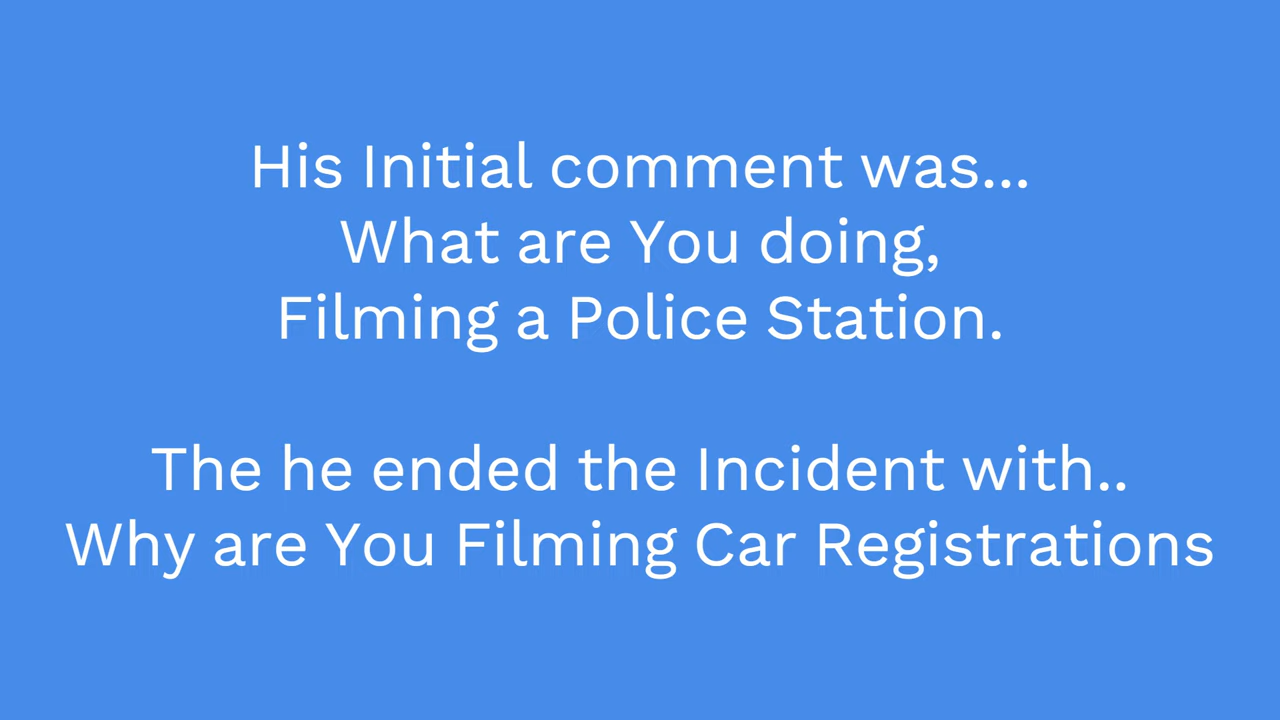 His Initial comment was...
What are You doing,
Filming a Police Station.
The he ended the Incident with..
Why are You Filming Car Registrations